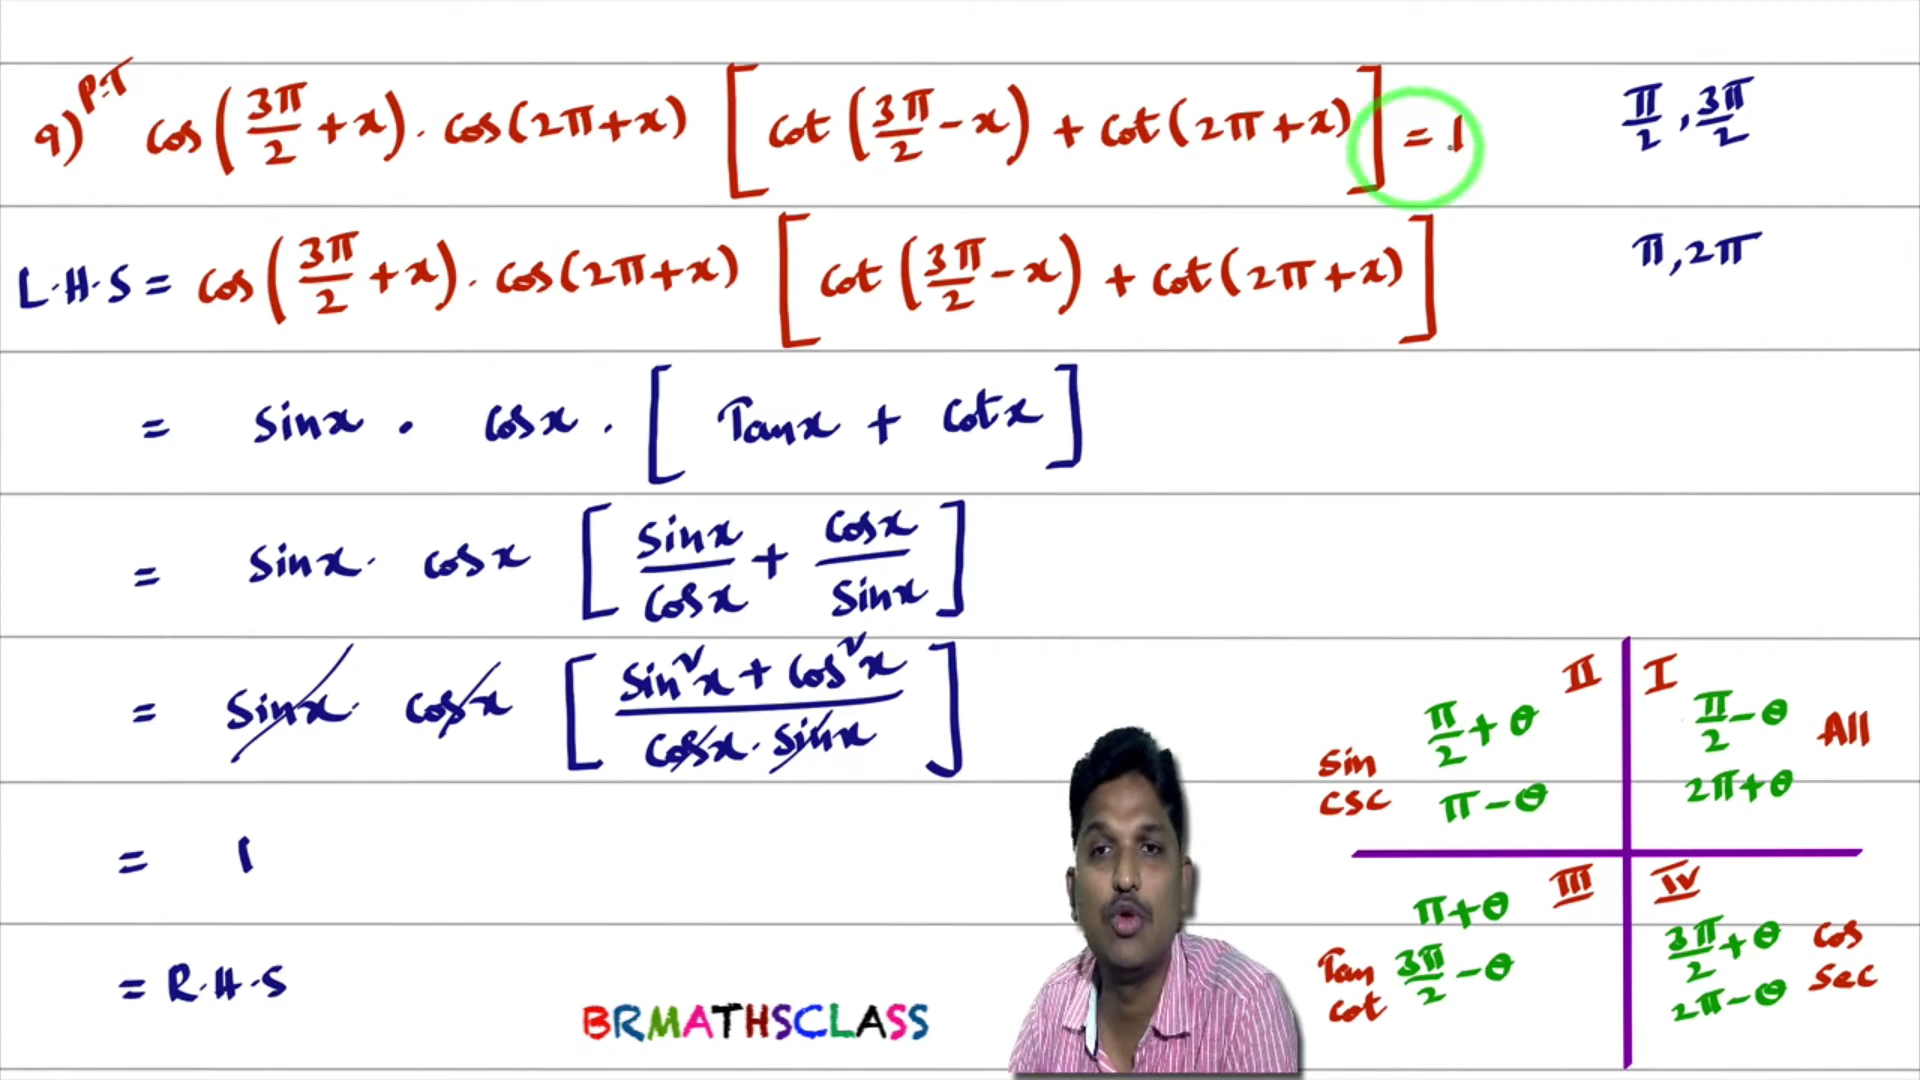 9) P.T cos(3π/2 + x) . cos(2π+x) [cot(3π/2 - x) + cot(2π+x)] = 1
π/2, 3π/2
L.H.S = cos(3π/2 + x) . cos(2π+x) [cot(3π/2 - x) + cot(2π+x)]
π, 2π
= sinx . cosx . [Tanx + cotx]
= sinx . cosx [sinx/cosx + cosx/sinx]
= sinx . cosx [sin²x + cos²x / cosx . sinx]
= 1
= R.H.S
II
π/2 + θ
sin
csc
π - θ
I
π/2 - θ
All
2π + θ
III
π + θ
Tan
cot
3π/2 - θ
IV
3π/2 + θ
cos
sec
2π - θ
BRMATHSCLASS